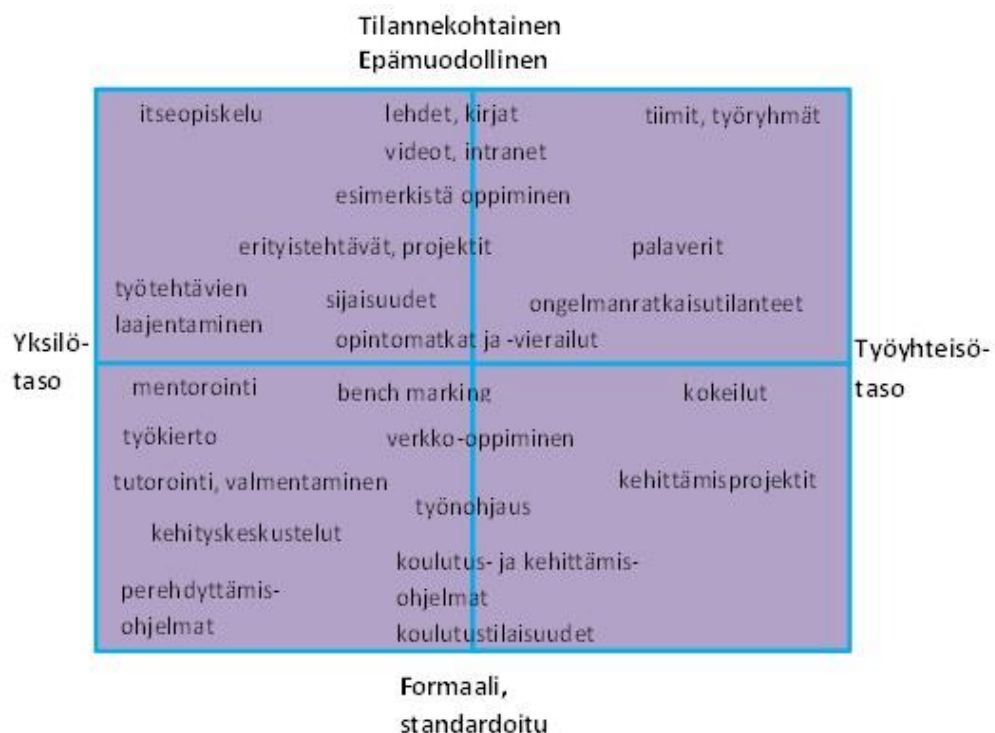 Tilannekohtainen
Epämuodollinen
itseopiskelu
lehdet, kirjat
tiimit, työryhmät
videot, intranet
esimerkistä oppiminen
erityistehtävät, projektit
palaverit
työtehtävien
laajentaminen
sijaisuudet
ongelmanratkaisutilanteet
opintomatkat ja -vierailut
Yksilö-
taso
Työyhteisö-
taso
mentorointi
bench marking
kokeilut
työkierto
verkko-oppiminen
tutorointi, valmentaminen
kehittämisprojektit
työnohjaus
kehityskeskustelut
koulutus- ja kehittämis-
ohjelmat
perehdyttämis-
ohjelmat
koulutustilaisuudet
Formaali,
standardoitu